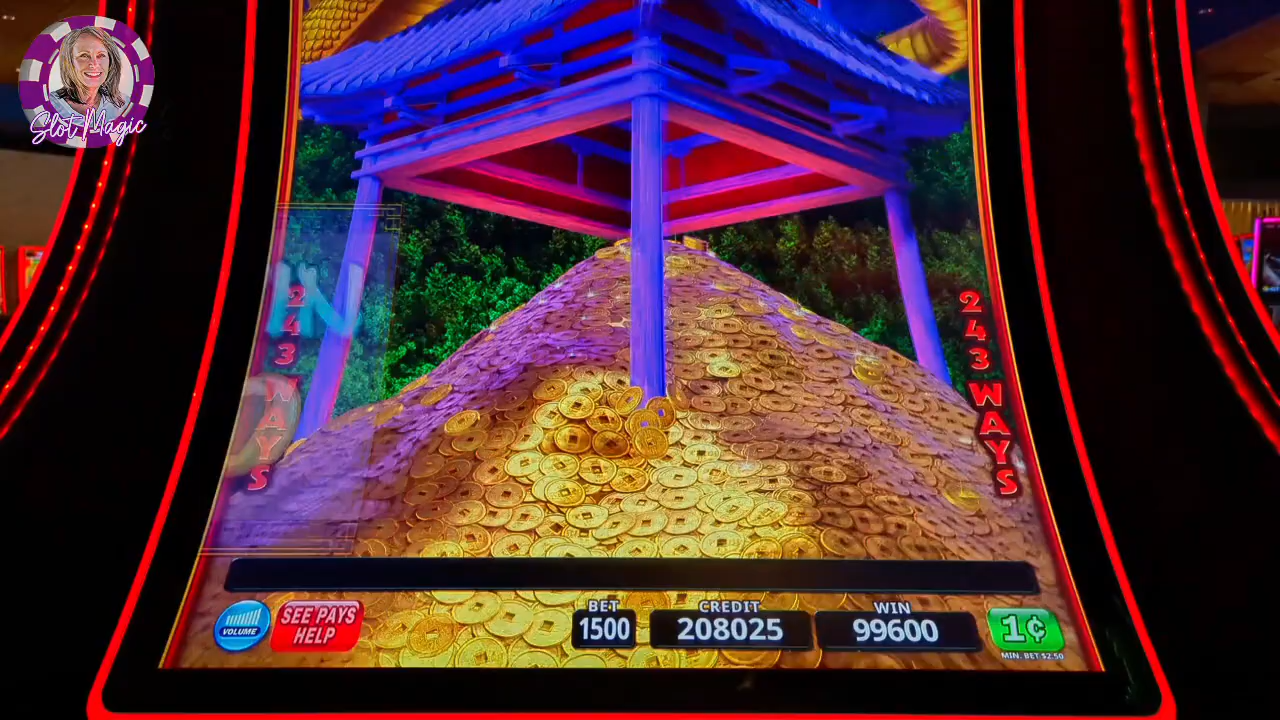 Slot Magic
IN
243 WAYS
243 WAYS
VOLUME
SEE PAYS
HELP
BET
1500
CREDIT
208025
WIN
99600
1¢
MIN. BET $2.50